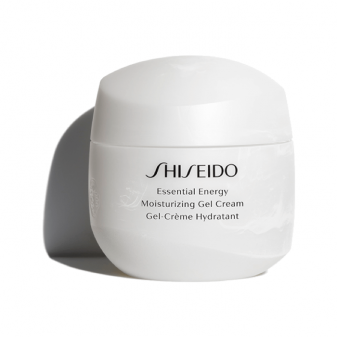 SHISEIDO
Essential Energy
Moisturizing Gel Cream
Gel-Crème Hydratant